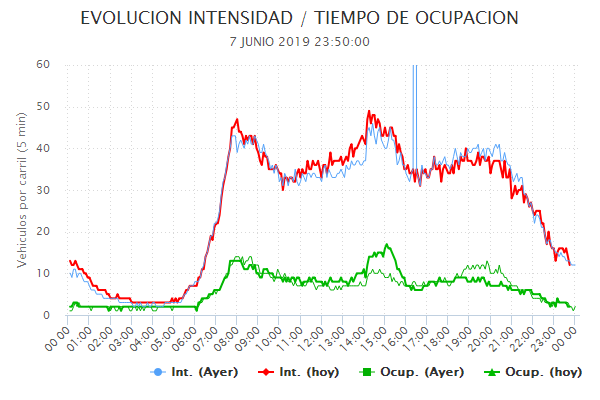 EVOLUCION INTENSIDAD / TIEMPO DE OCUPACION
7 JUNIO 2019 23:50:00
Vehiculos por carril (5 min)
60
50
40
30
20
10
0
00:00 01:00 02:00 03:00 04:00 05:00 06:00 07:00 08:00 09:00 10:00 11:00 12:00 13:00 14:00 15:00 16:00 17:00 18:00 19:00 20:00 21:00 22:00 23:00 00:00
Int. (Ayer) Int. (hoy) Ocup. (Ayer) Ocup. (hoy)